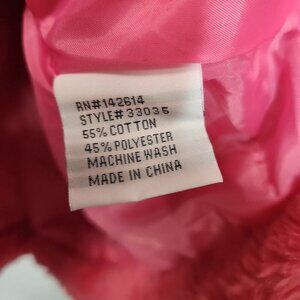 RN#142614
STYLE#33035
55% COTTON
45% POLYESTER
MACHINE WASH
MADE IN CHINA